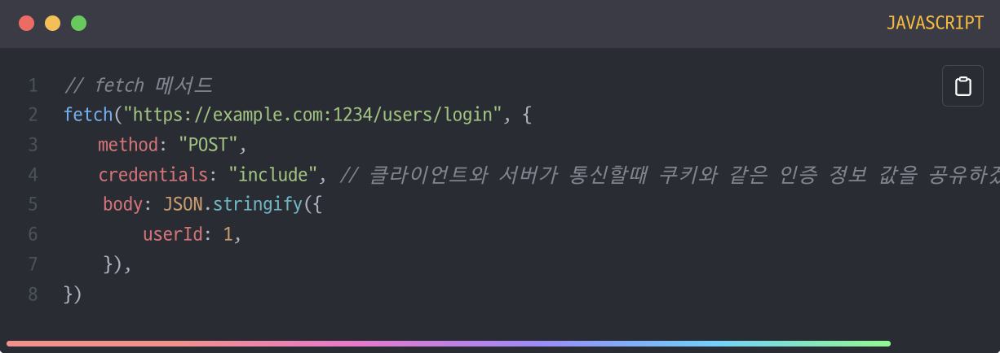 JAVASCRIPT
1 // fetch 메서드
2 fetch("https://example.com:1234/users/login", {
3 method: "POST",
4 credentials: "include", // 클라이언트와 서버가 통신할때 쿠키와 같은 인증 정보 값을 공유하겠
5 body: JSON.stringify({
6 userId: 1,
7 }),
8 })